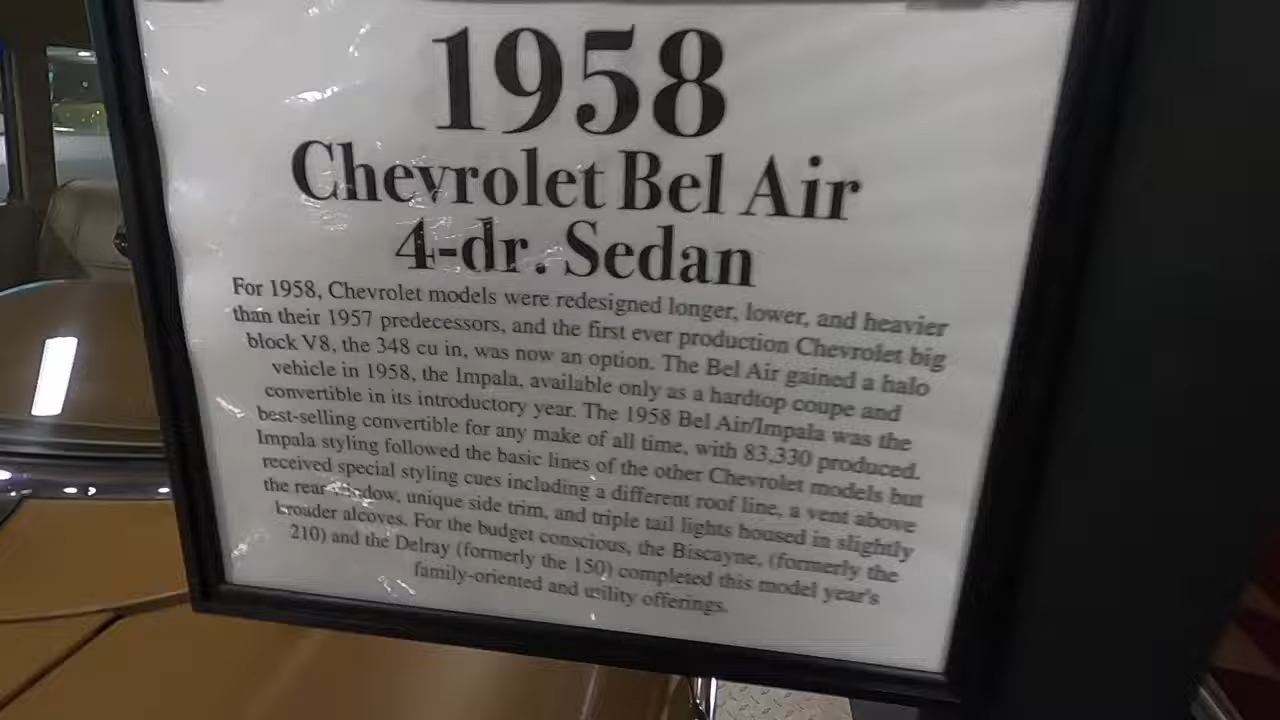 1958
Chevrolet Bel Air
4-dr. Sedan
For 1958, Chevrolet models were redesigned longer, lower, and heavier
than their 1957 predecessors, and the first ever production Chevrolet big
block V8, the 348 cu in, was now an option. The Bel Air gained a halo
vehicle in 1958, the Impala, available only as a hardtop coupe and
convertible in its introductory year. The 1958 Bel Air/Impala was the
best-selling convertible for any make of all time, with 83,330 produced.
Impala styling followed the basic lines of the other Chevrolet models but
received special styling cues including a different roof line, a vent above
the rear window, unique side trim, and triple tail lights housed in slightly
broader alcoves. For the budget conscious, the Biscayne, (formerly the
210) and the Delray (formerly the 150) completed this model year's
family-oriented and utility offerings.